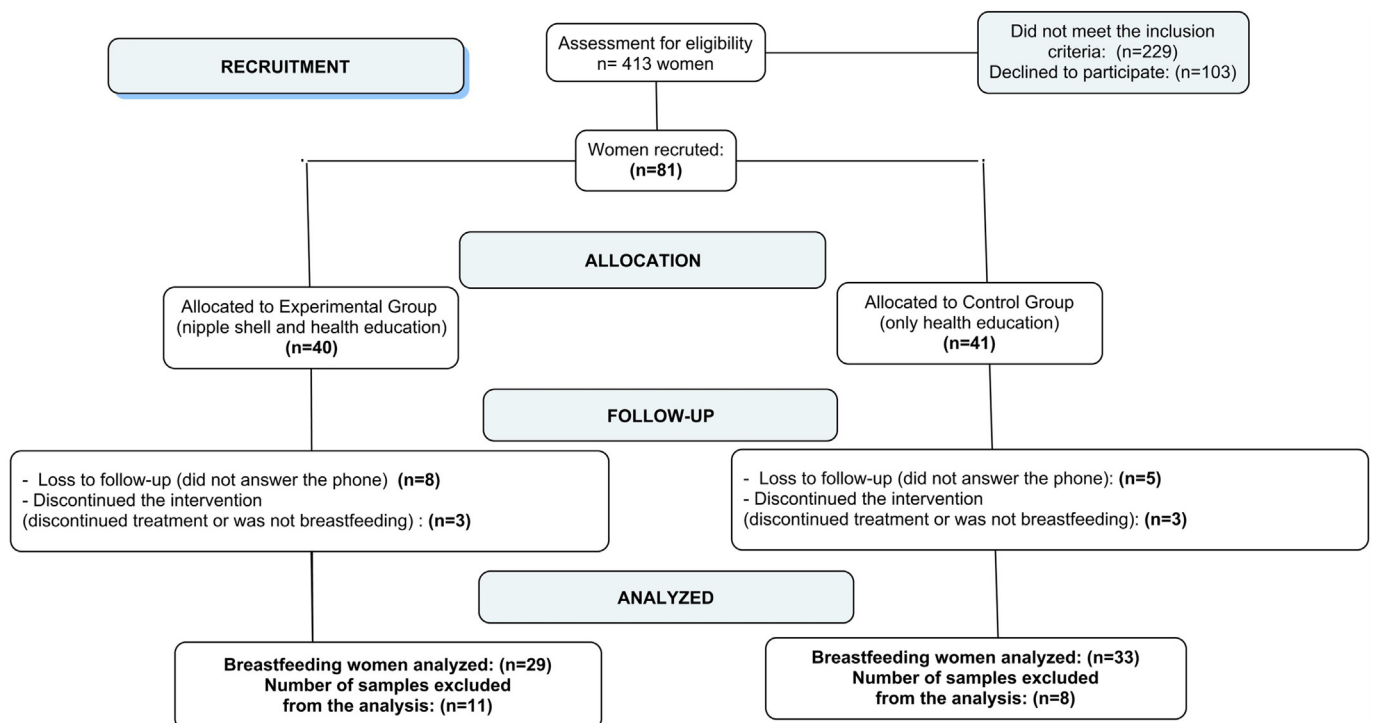 RECRUITMENT
Assessment for eligibility
n= 413 women
Did not meet the inclusion
criteria: (n=229)
Declined to participate: (n=103)
Women recruted:
(n=81)
ALLOCATION
Allocated to Experimental Group
(nipple shell and health education)
(n=40)
Allocated to Control Group
(only health education)
(n=41)
FOLLOW-UP
- Loss to follow-up (did not answer the phone) (n=8)
- Discontinued the intervention
(discontinued treatment or was not breastfeeding) : (n=3)
- Loss to follow-up (did not answer the phone): (n=5)
- Discontinued the intervention
(discontinued treatment or was not breastfeeding): (n=3)
ANALYZED
Breastfeeding women analyzed: (n=29)
Number of samples excluded
from the analysis: (n=11)
Breastfeeding women analyzed: (n=33)
Number of samples excluded
from the analysis: (n=8)